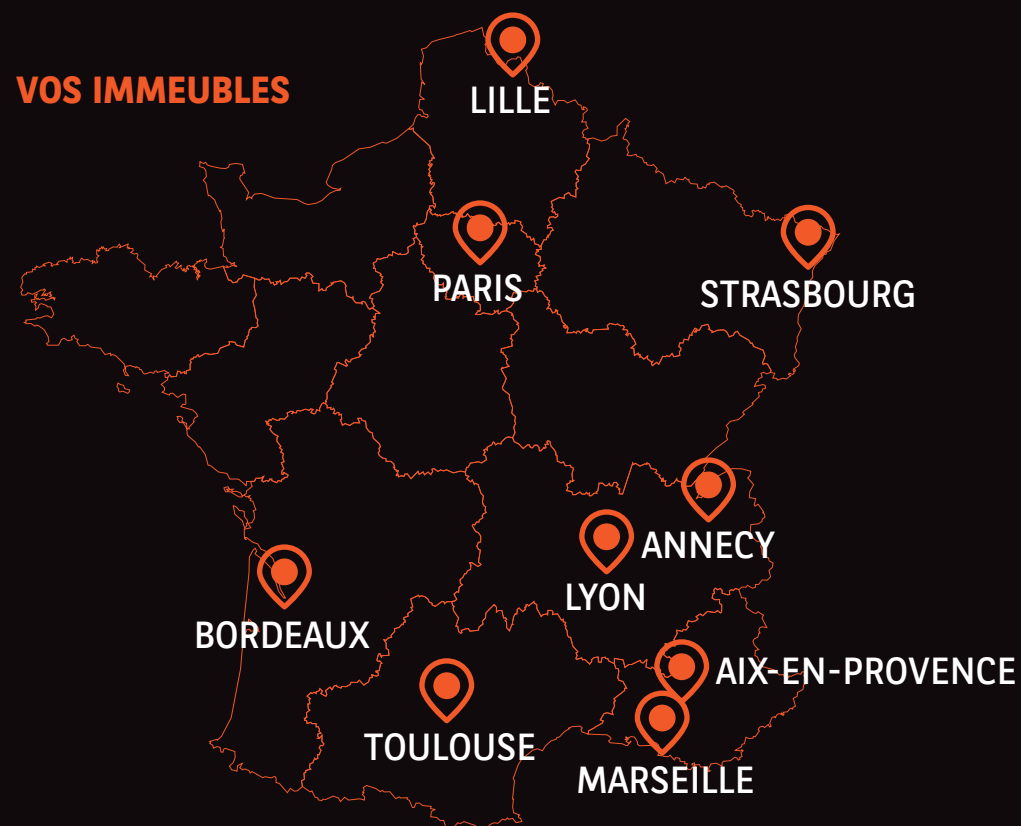 VOS IMMEUBLES
LILLE
PARIS
STRASBOURG
ANNECY
LYON
BORDEAUX
AIX-EN-PROVENCE
TOULOUSE
MARSEILLE